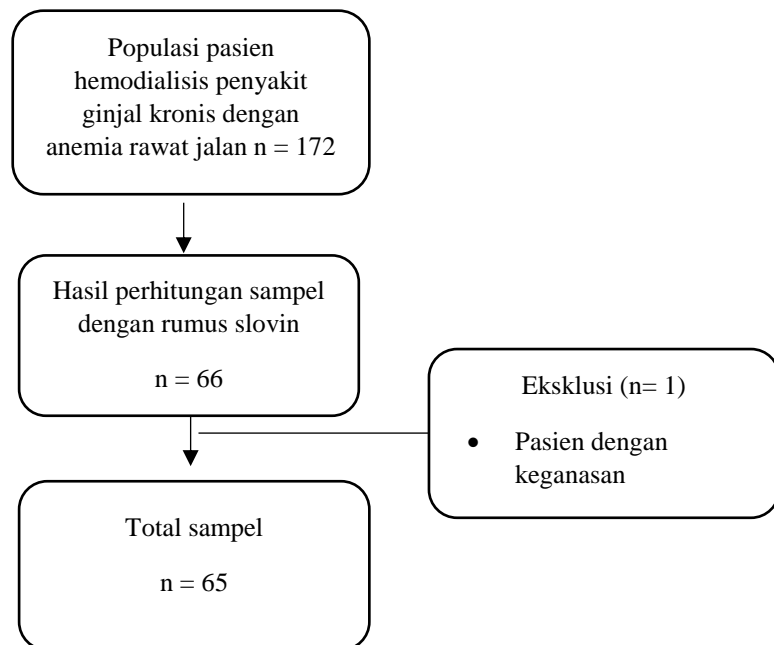 Populasi pasien
hemodialisis penyakit
ginjal kronis dengan
anemia rawat jalan n = 172
Hasil perhitungan sampel
dengan rumus slovin
n = 66
Eksklusi (n= 1)
• Pasien dengan
keganasan
Total sampel
n = 65